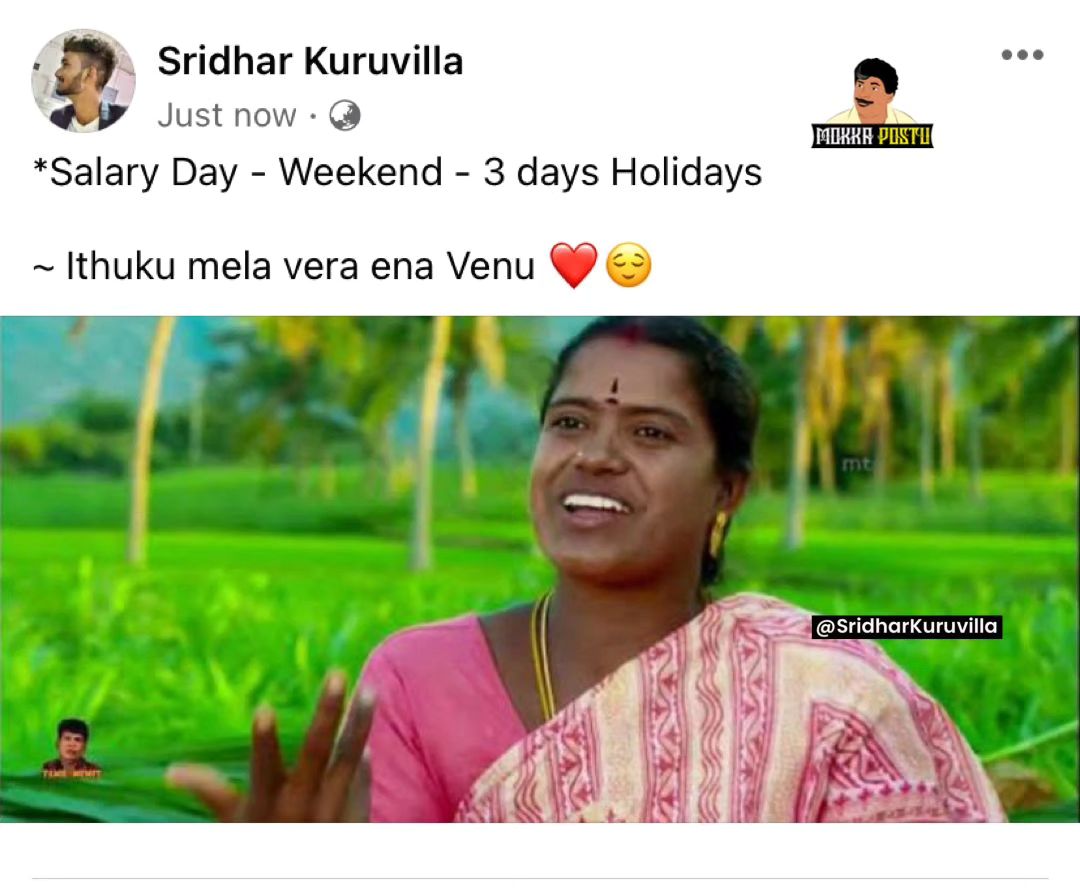 Sridhar Kuruvilla
Just now ·
MOKKA POSTU
*Salary Day - Weekend - 3 days Holidays
~ Ithuku mela vera ena Venu ❤️😌
mt
@SridharKuruvilla